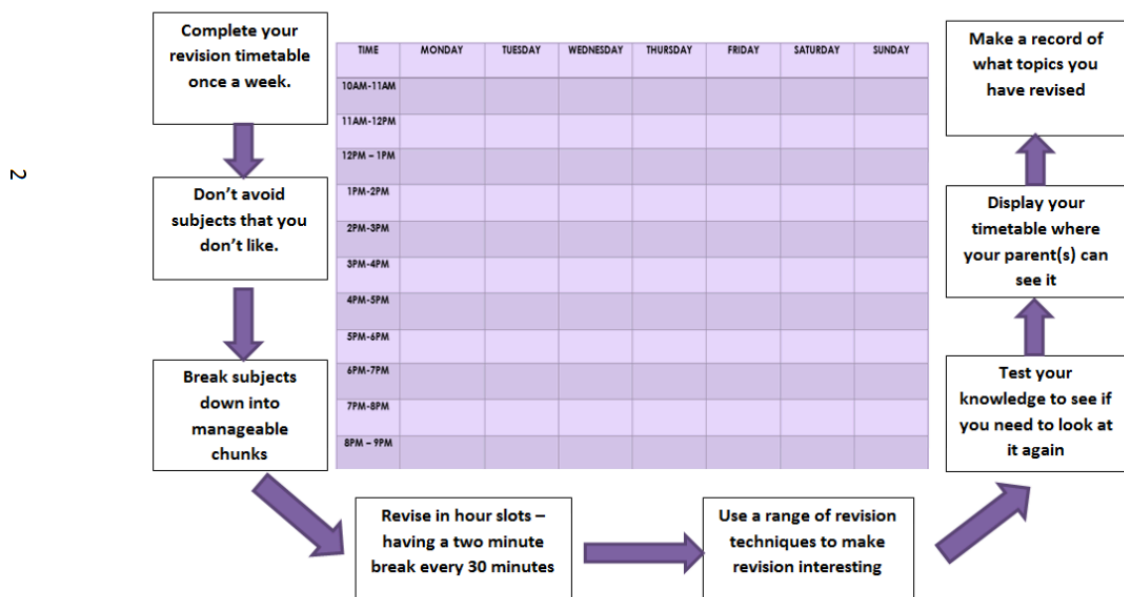 2
Complete your
revision timetable
once a week.
Don’t avoid
subjects that you
don’t like.
Break subjects
down into
manageable
chunks
Revise in hour slots –
having a two minute
break every 30 minutes
Use a range of revision
techniques to make
revision interesting
Test your
knowledge to see if
you need to look at
it again
Display your
timetable where
your parent(s) can
see it
Make a record of
what topics you
have revised
TIME MONDAY TUESDAY WEDNESDAY THURSDAY FRIDAY SATURDAY SUNDAY
10AM-11AM
11AM-12PM
12PM – 1PM
1PM-2PM
2PM-3PM
3PM-4PM
4PM-5PM
5PM-6PM
6PM-7PM
7PM-8PM
8PM – 9PM